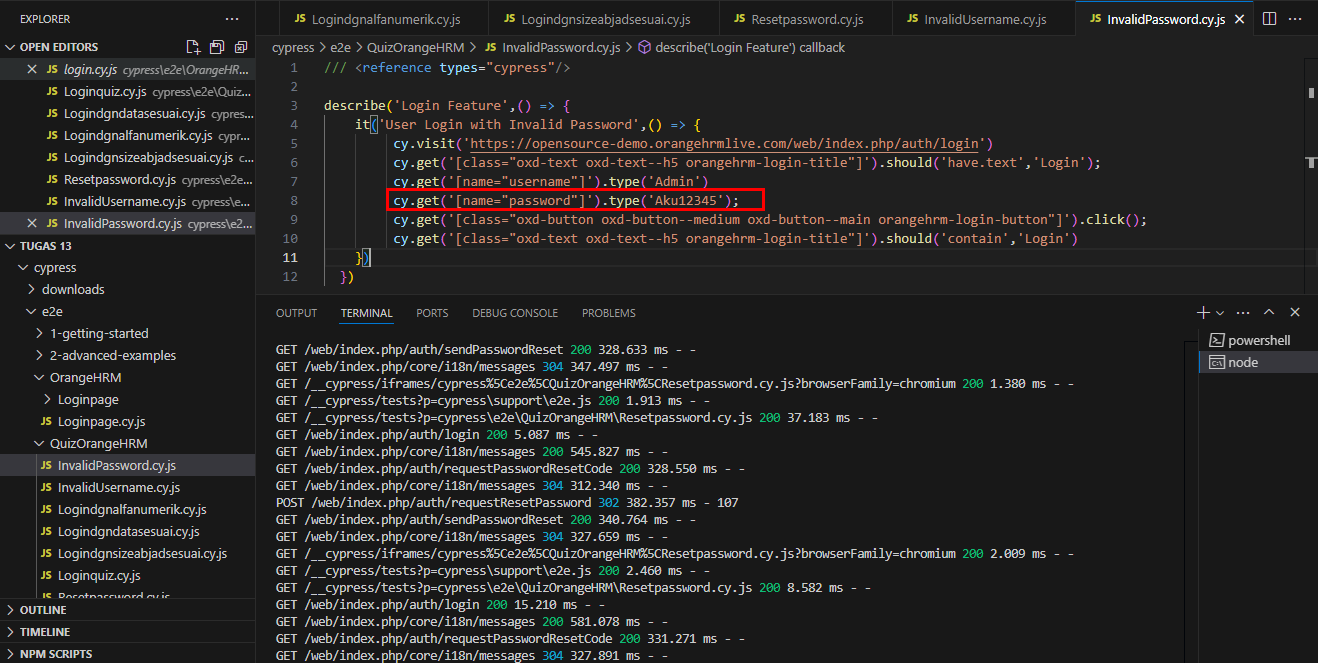 EXPLORER ...
OPEN EDITORS
login.cy.js cypress\e2e\OrangeHR...
Loginquiz.cy.js cypress\e2e\Quiz...
Logindgndatasesuai.cy.js cypres...
Logindgnalfanumerik.cy.js cypr...
Logindgnsizeabjadsesuai.cy.js c...
Resetpassword.cy.js cypress\e2e...
InvalidUsername.cy.js cypress\e...
InvalidPassword.cy.js cypress\e2...
TUGAS 13
cypress
downloads
e2e
1-getting-started
2-advanced-examples
OrangeHRM
Loginpage
JS Loginpage.cy.js
QuizOrangeHRM
JS InvalidPassword.cy.js
JS InvalidUsername.cy.js
JS Logindgnalfanumerik.cy.js
JS Logindgndatasesuai.cy.js
JS Logindgnsizeabjadsesuai.cy.js
JS Loginquiz.cy.js
JS Resetpassword.cy.js
OUTLINE
TIMELINE
NPM SCRIPTS
JS Logindgnalfanumerik.cy.js JS Logindgnsizeabjadsesuai.cy.js JS Resetpassword.cy.js JS InvalidUsername.cy.js JS InvalidPassword.cy.js
cypress > e2e > QuizOrangeHRM > JS InvalidPassword.cy.js > describe('Login Feature') callback
1 /// <reference types="cypress"/>
2
3 describe('Login Feature',() => {
4 it('User Login with Invalid Password',() => {
5 cy.visit('https://opensource-demo.orangehrmlive.com/web/index.php/auth/login')
6 cy.get('[class="oxd-text oxd-text--h5 orangehrm-login-title"]').should('have.text','Login');
7 cy.get('[name="username"]').type('Admin')
8 cy.get('[name="password"]').type('Aku12345');
9 cy.get('[class="oxd-button oxd-button--medium oxd-button--main orangehrm-login-button"]').click();
10 cy.get('[class="oxd-text oxd-text--h5 orangehrm-login-title"]').should('contain','Login')
11 })
12 })
OUTPUT TERMINAL PORTS DEBUG CONSOLE PROBLEMS
GET /web/index.php/auth/sendPasswordReset 200 328.633 ms - -
GET /web/index.php/core/i18n/messages 304 347.497 ms - -
GET /__cypress/iframes/cypress%5Ce2e%5CQuizOrangeHRM%5CResetpassword.cy.js?browserFamily=chromium 200 1.380 ms - -
GET /__cypress/tests?p=cypress\support\e2e.js 200 1.913 ms - -
GET /__cypress/tests?p=cypress\e2e\QuizOrangeHRM\Resetpassword.cy.js 200 37.183 ms - -
GET /web/index.php/auth/login 200 5.087 ms - -
GET /web/index.php/core/i18n/messages 200 545.827 ms - -
GET /web/index.php/auth/requestPasswordResetCode 200 328.550 ms - -
GET /web/index.php/core/i18n/messages 304 312.340 ms - -
POST /web/index.php/auth/requestResetPassword 302 382.357 ms - 107
GET /web/index.php/auth/sendPasswordReset 200 340.764 ms - -
GET /web/index.php/core/i18n/messages 304 327.659 ms - -
GET /__cypress/iframes/cypress%5Ce2e%5CQuizOrangeHRM%5CResetpassword.cy.js?browserFamily=chromium 200 2.009 ms - -
GET /__cypress/tests?p=cypress\support\e2e.js 200 2.460 ms - -
GET /__cypress/tests?p=cypress\e2e\QuizOrangeHRM\Resetpassword.cy.js 200 8.582 ms - -
GET /web/index.php/auth/login 200 15.210 ms - -
GET /web/index.php/core/i18n/messages 200 581.078 ms - -
GET /web/index.php/auth/requestPasswordResetCode 200 331.271 ms - -
GET /web/index.php/core/i18n/messages 304 327.891 ms - -
powershell
node